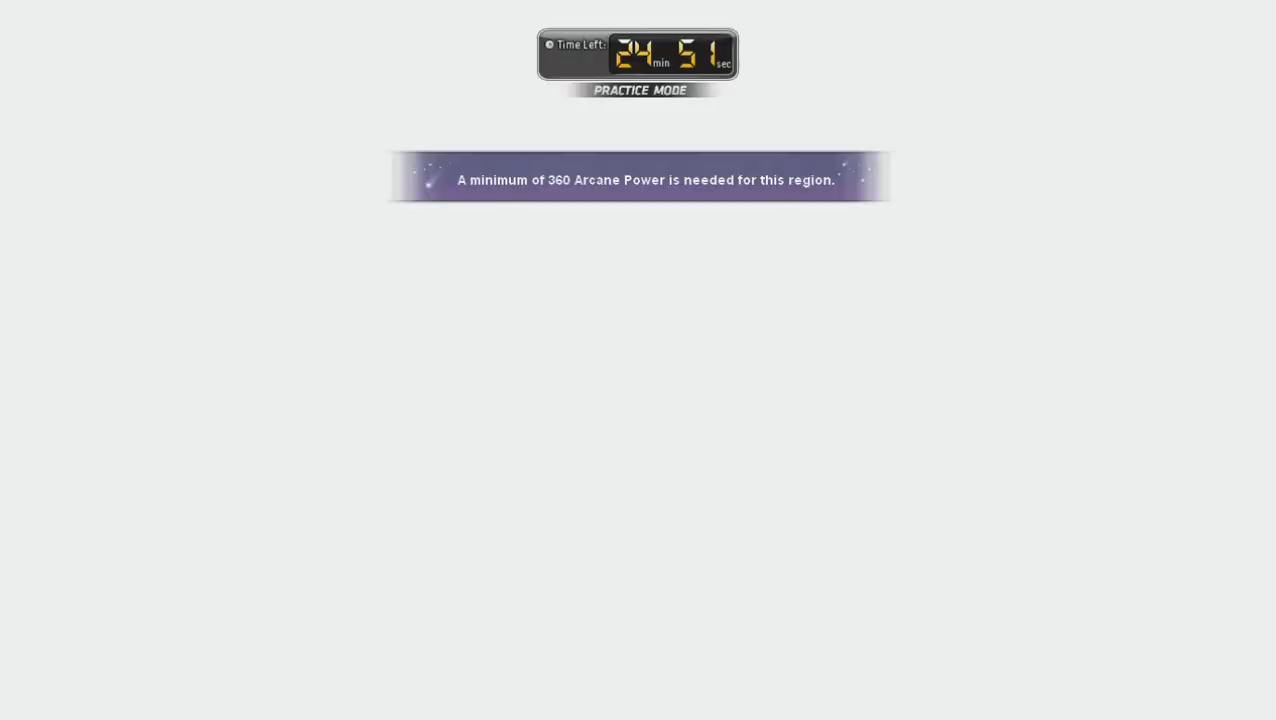 Time Left: 24 min 51 sec
PRACTICE MODE
A minimum of 360 Arcane Power is needed for this region.